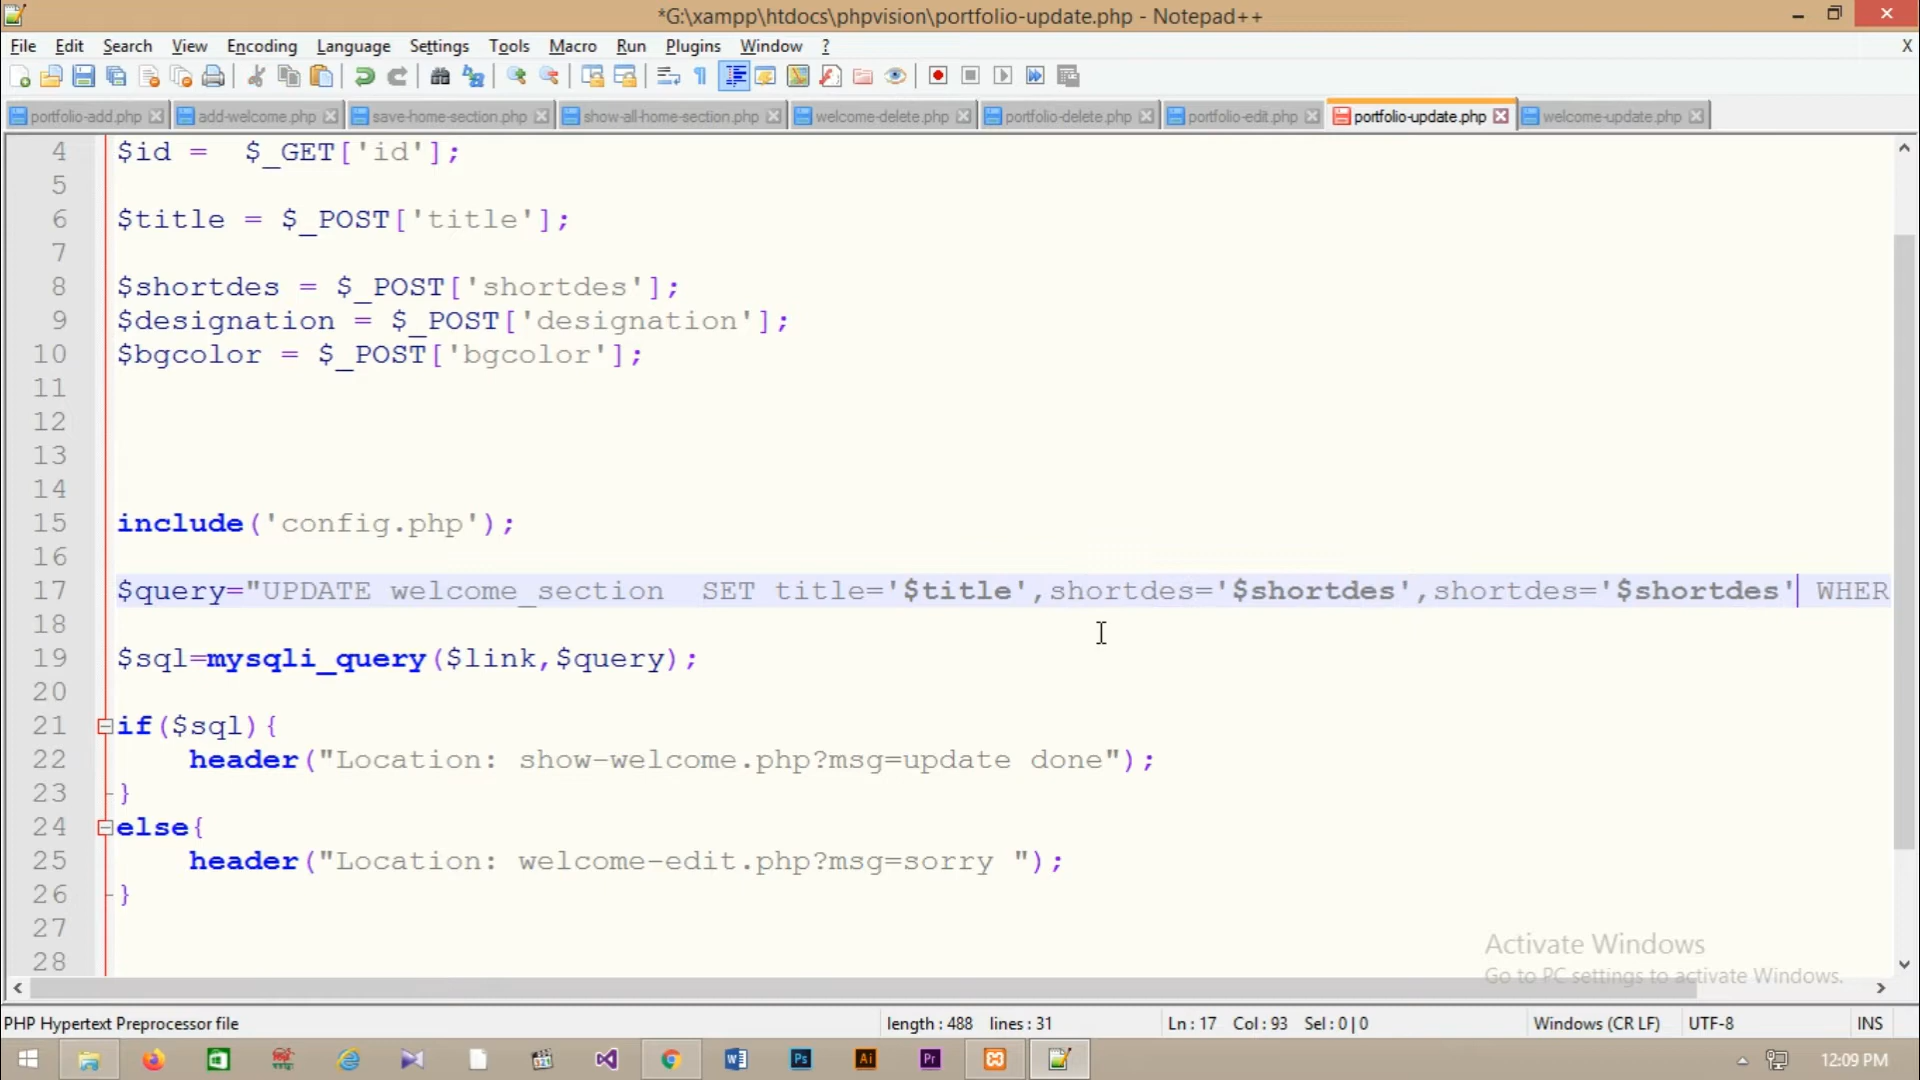 *G:\xampp\htdocs\phpvision\portfolio-update.php - Notepad++
File Edit Search View Encoding Language Settings Tools Macro Run Plugins Window ? X
portfolio-add.php add-welcome.php save-home-section.php show-all-home-section.php welcome-delete.php portfolio-delete.php portfolio-edit.php portfolio-update.php welcome-update.php
4 $id =  $_GET['id'];
5
6 $title = $_POST['title'];
7
8 $shortdes = $_POST['shortdes'];
9 $designation = $_POST['designation'];
10 $bgcolor = $_POST['bgcolor'];
11
12
13
14
15 include('config.php');
16
17 $query="UPDATE welcome_section  SET title='$title',shortdes='$shortdes',shortdes='$shortdes' WHER
18
19 $sql=mysqli_query($link,$query);
20
21 if($sql){
22     header("Location: show-welcome.php?msg=update done");
23 }
24 else{
25     header("Location: welcome-edit.php?msg=sorry ");
26 }
27
28
Activate Windows
Go to PC settings to activate Windows.
PHP Hypertext Preprocessor file length : 488 lines : 31 Ln : 17 Col : 93 Sel : 0 | 0 Windows (CR LF) UTF-8 INS
W Ps Ai Pr 12:09 PM